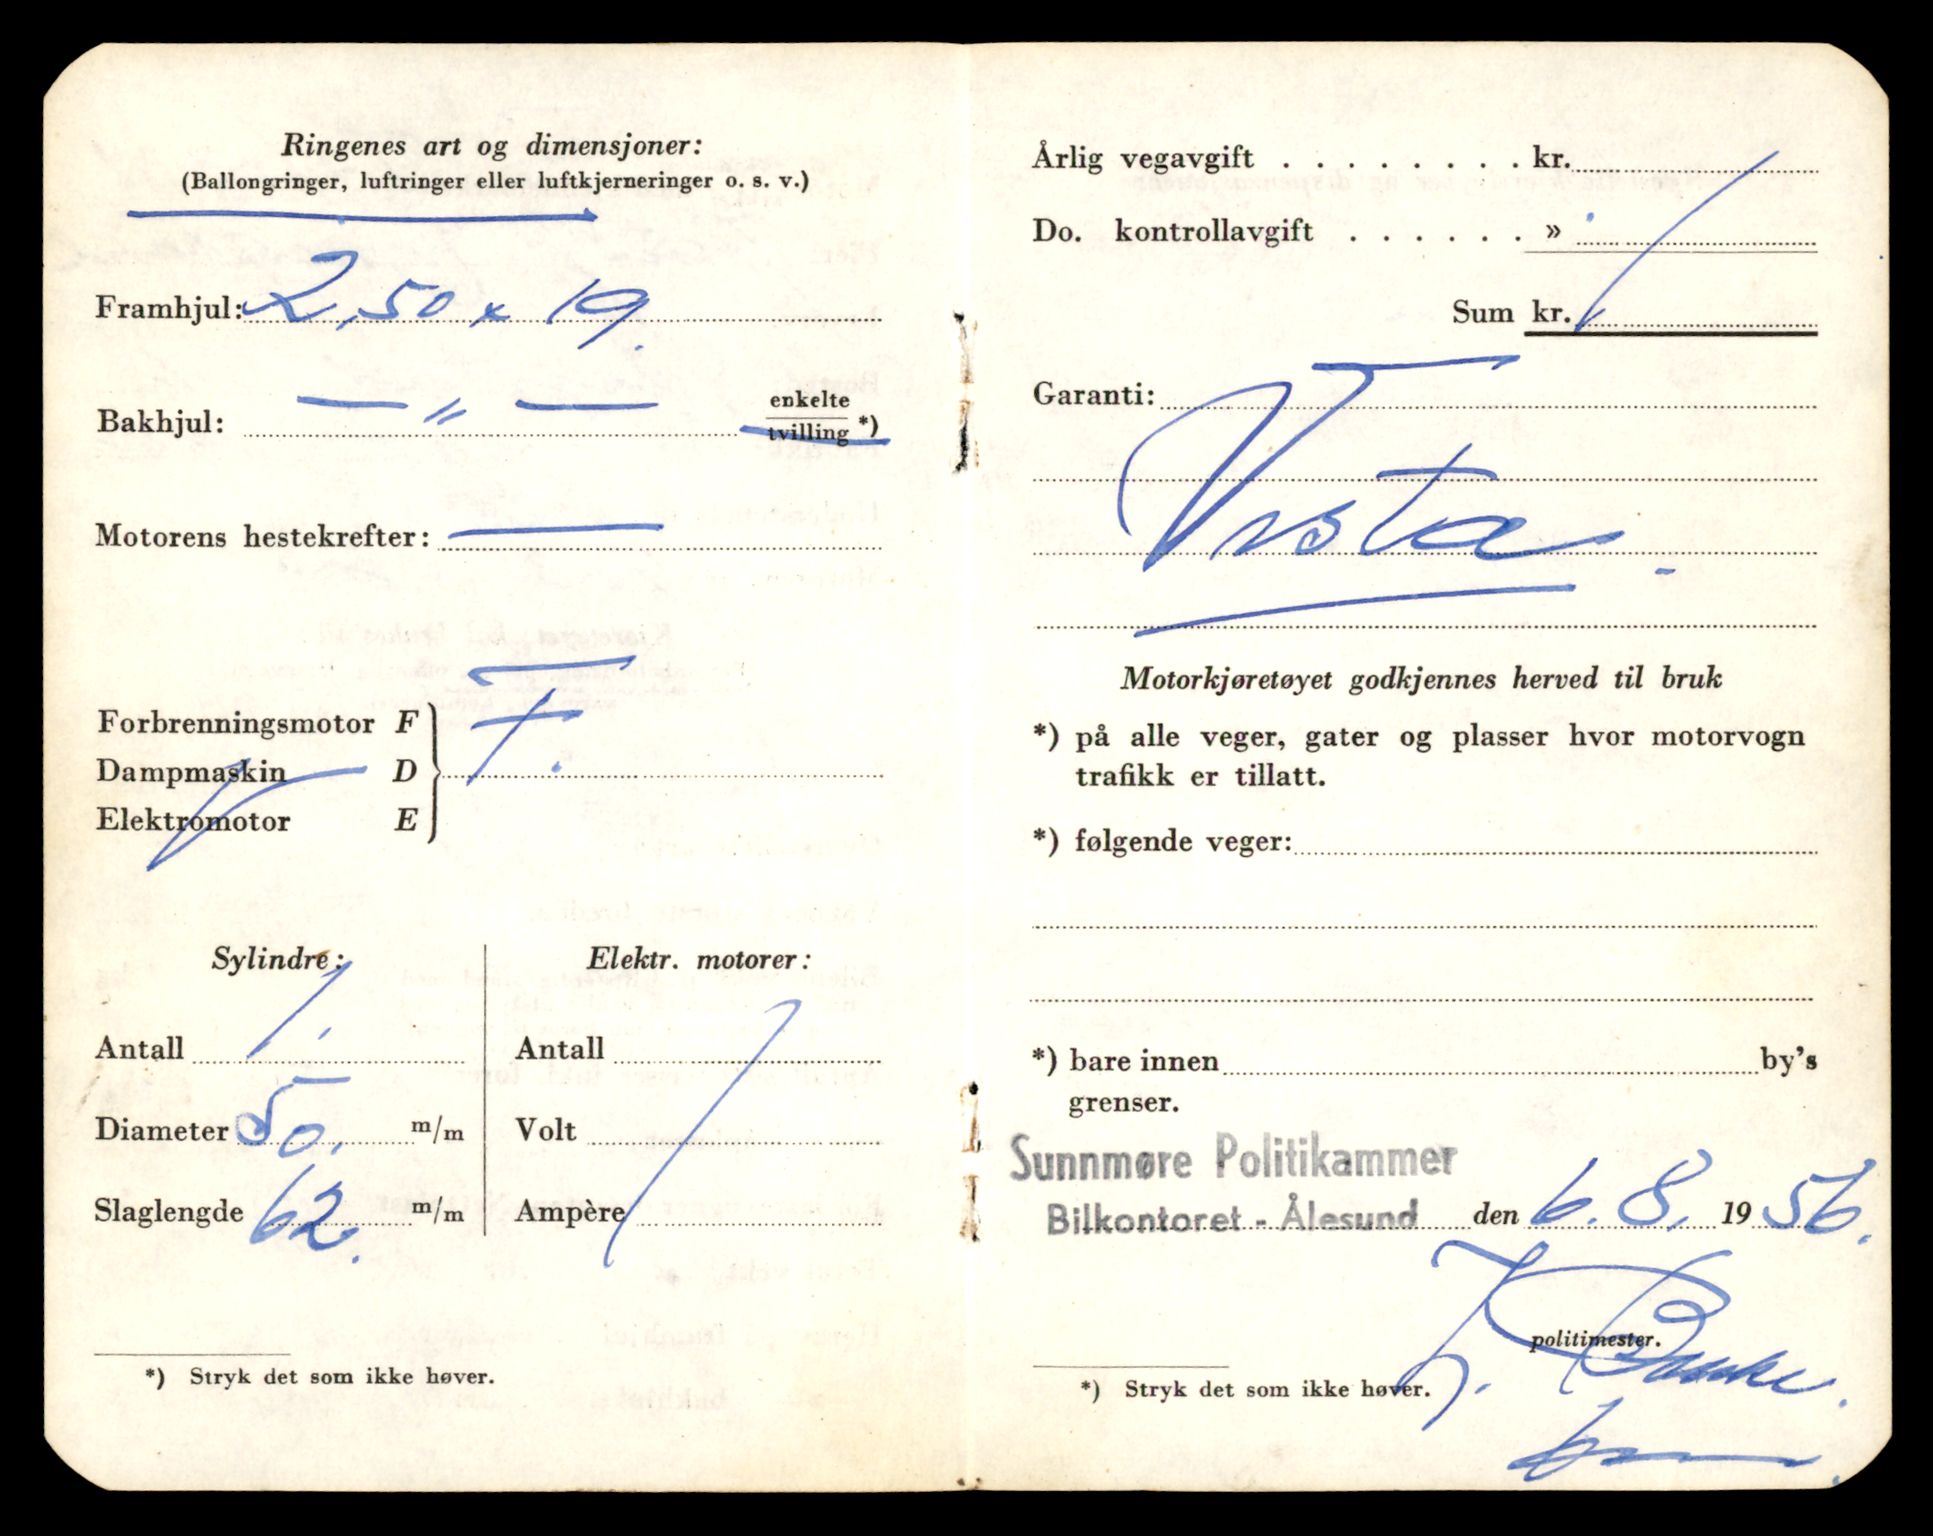 Ringenes art og dimensjoner:
(Ballongringer, luftringer eller luftkjerneringer o. s. v.)
Framhjul: 2,50 x 19.
Bakhjul: — " — enkelte
tvilling *)
Motorens hestekrefter: —
Forbrenningsmotor F
Dampmaskin D
Elektromotor E
F.
Sylindre:
Antall 1.
Diameter 50. m/m
Slaglengde 62. m/m
Elektr. motorer:
Antall
Volt
Ampère
*) Stryk det som ikke høver.
Årlig vegavgift . . . . . . . . kr.
Do. kontrollavgift . . . . . . »
Sum kr.
Garanti:
Vesta.
Motorkjøretøyet godkjennes herved til bruk
*) på alle veger, gater og plasser hvor motorvogn
trafikk er tillatt.
*) følgende veger:
*) bare innen by's
grenser.
Sunnmøre Politikammer
Bilkontoret - Ålesund den 6. 8. 1956.
politimester.
*) Stryk det som ikke høver.